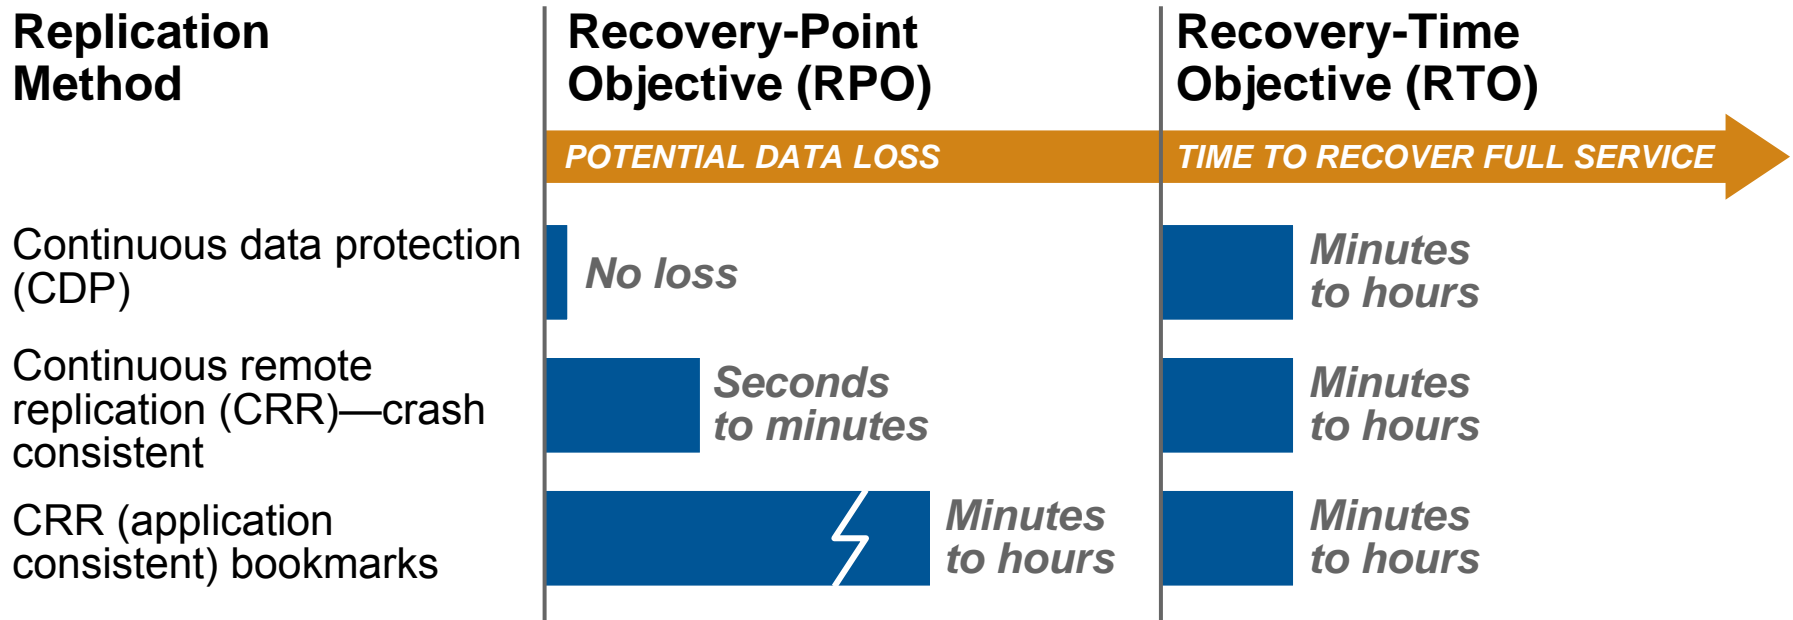 Replication
Method
Recovery-Point
Objective (RPO)
Recovery-Time
Objective (RTO)
POTENTIAL DATA LOSS
TIME TO RECOVER FULL SERVICE
Continuous data protection
(CDP)
No loss
Minutes
to hours
Continuous remote
replication (CRR)—crash
consistent
Seconds
to minutes
Minutes
to hours
CRR (application
consistent) bookmarks
Minutes
to hours
Minutes
to hours